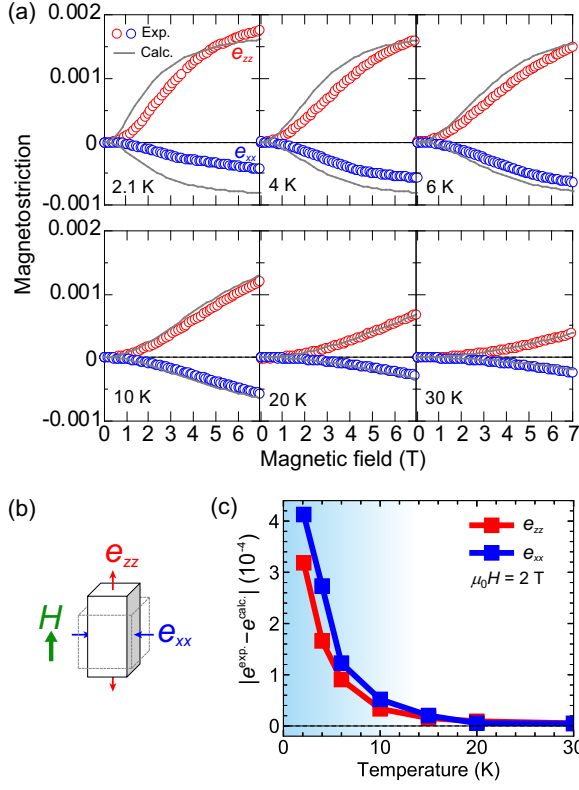 (a)
Exp.
Calc.
e_zz
e_xx
2.1 K
4 K
6 K
0.002
0.001
0
-0.001
0.002
0.001
0
-0.001
10 K
20 K
30 K
0 1 2 3 4 5 6 0 1 2 3 4 5 6 0 1 2 3 4 5 6 7
Magnetostriction
Magnetic field (T)
(b)
e_zz
H
e_xx
(c)
e_zz
e_xx
μ₀H = 2 T
4
3
2
1
0
0 10 20 30
|e^exp. − e^calc.| (10⁻⁴)
Temperature (K)